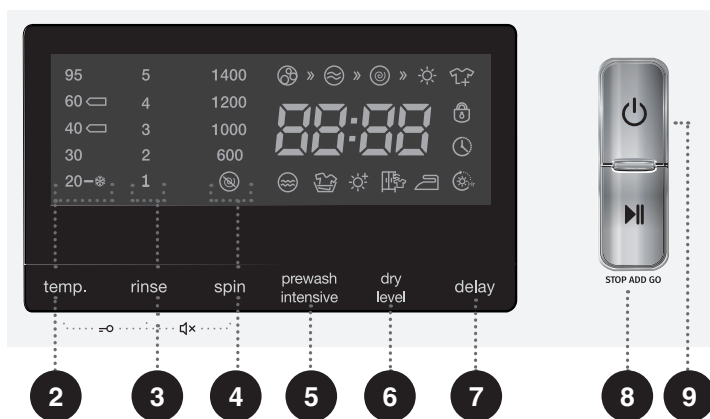 95 5 1400
60 4 1200
40 3 1000
30 2 600
20 1
88:88
temp. rinse spin prewash intensive dry level delay
STOP ADD GO
2 3 4 5 6 7 8 9